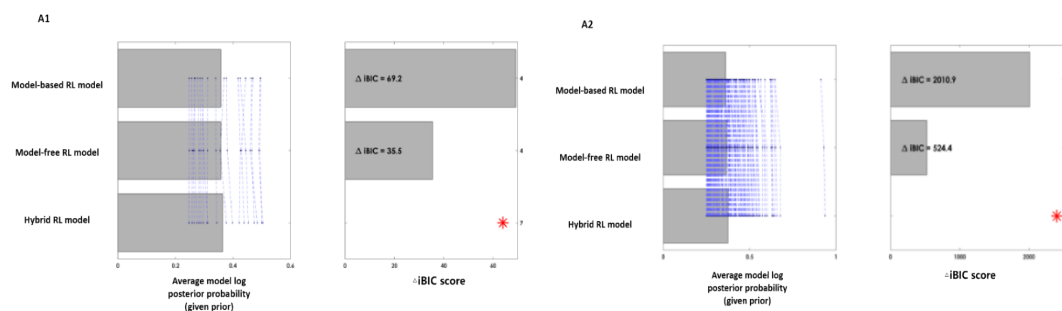 A1
Model-based RL model
Model-free RL model
Hybrid RL model
0 0.2 0.4 0.6
Average model log
posterior probability
(given prior)
Δ iBIC = 69.2
Δ iBIC = 35.5
4
4
7
0 20 40 60
△iBIC score
A2
Model-based RL model
Model-free RL model
Hybrid RL model
0 0.5 1
Average model log
posterior probability
(given prior)
Δ iBIC = 2010.9
Δ iBIC = 524.4
0 1000 2000
△iBIC score